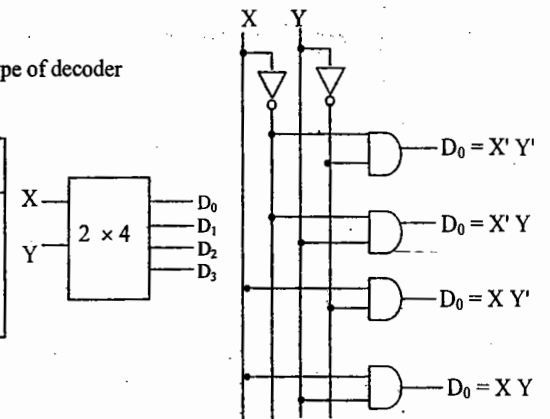 pe of decoder
X
Y
2 × 4
D₀
D₁
D₂
D₃
X Y
D₀ = X' Y'
D₀ = X' Y
D₀ = X Y'
D₀ = X Y